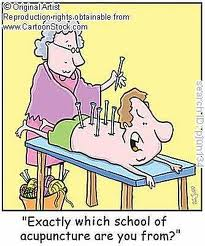 © Original Artist
Reproduction rights obtainable from
www.CartoonStock.com
"Exactly which school of
acupuncture are you from?"